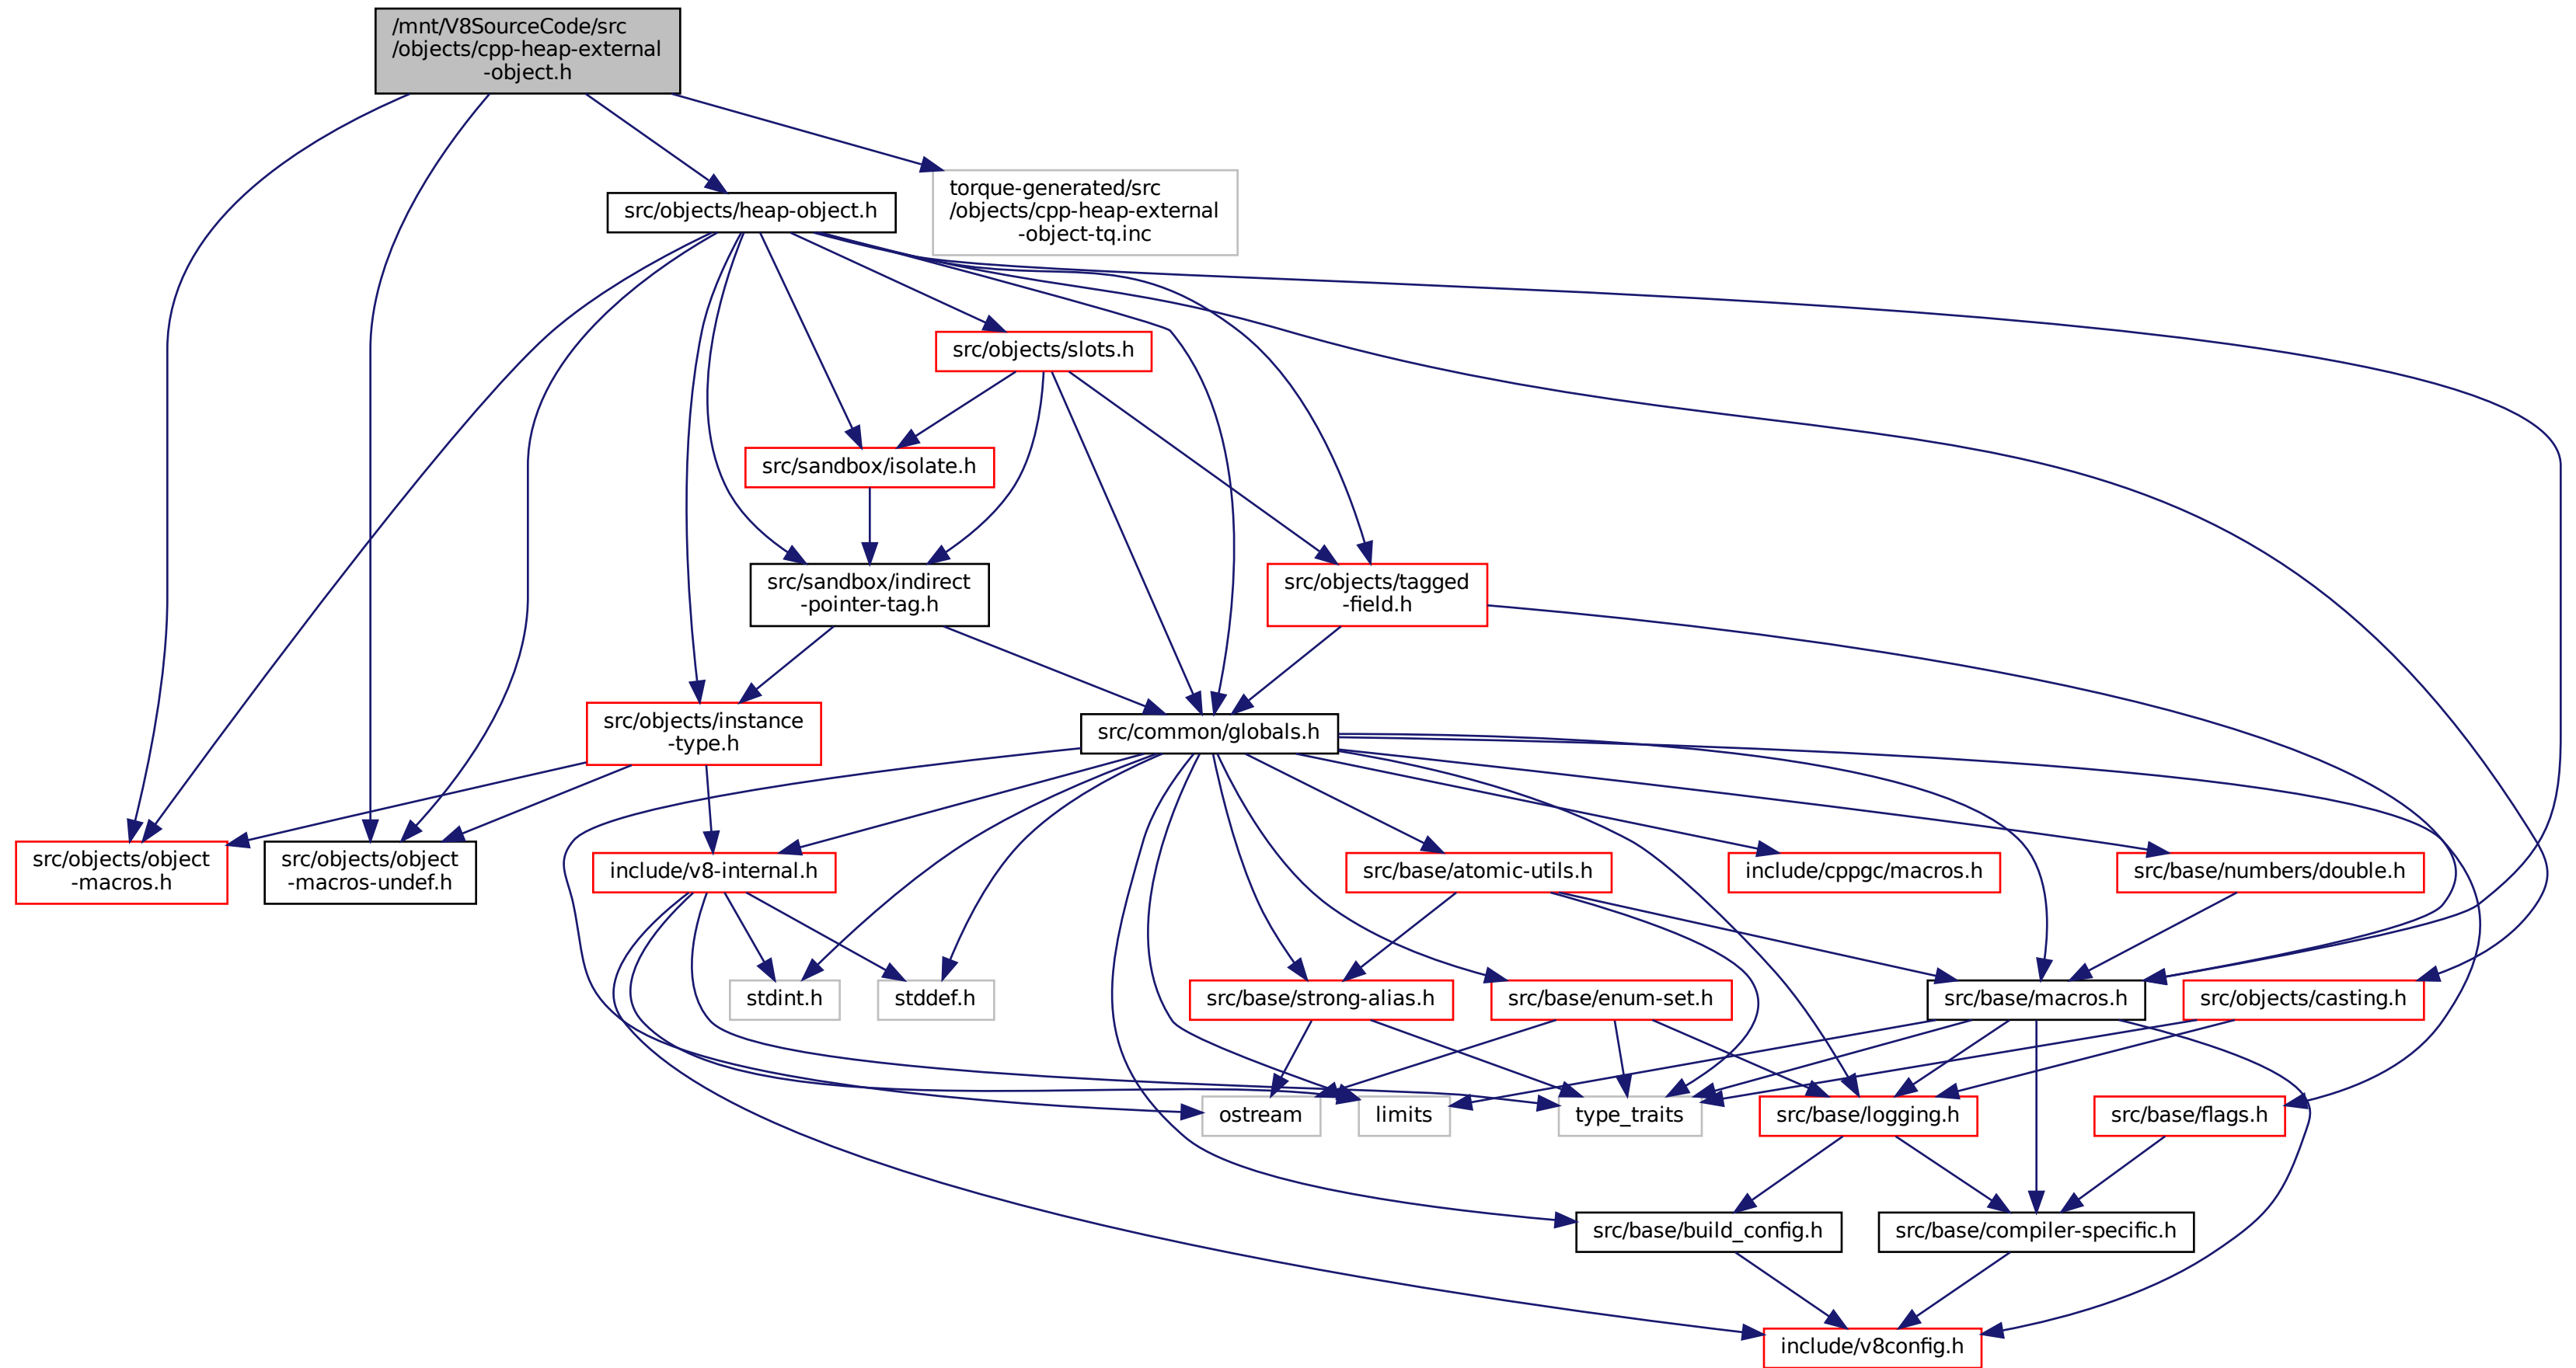 /mnt/V8SourceCode/src
/objects/cpp-heap-external
-object.h
src/objects/heap-object.h
torque-generated/src
/objects/cpp-heap-external
-object-tq.inc
src/objects/slots.h
src/sandbox/isolate.h
src/sandbox/indirect
-pointer-tag.h
src/objects/tagged
-field.h
src/objects/instance
-type.h
src/common/globals.h
src/objects/object
-macros.h
src/objects/object
-macros-undef.h
include/v8-internal.h
src/base/atomic-utils.h
include/cppgc/macros.h
src/base/numbers/double.h
stdint.h
stddef.h
src/base/strong-alias.h
src/base/enum-set.h
src/base/macros.h
src/objects/casting.h
ostream
limits
type_traits
src/base/logging.h
src/base/flags.h
src/base/build_config.h
src/base/compiler-specific.h
include/v8config.h